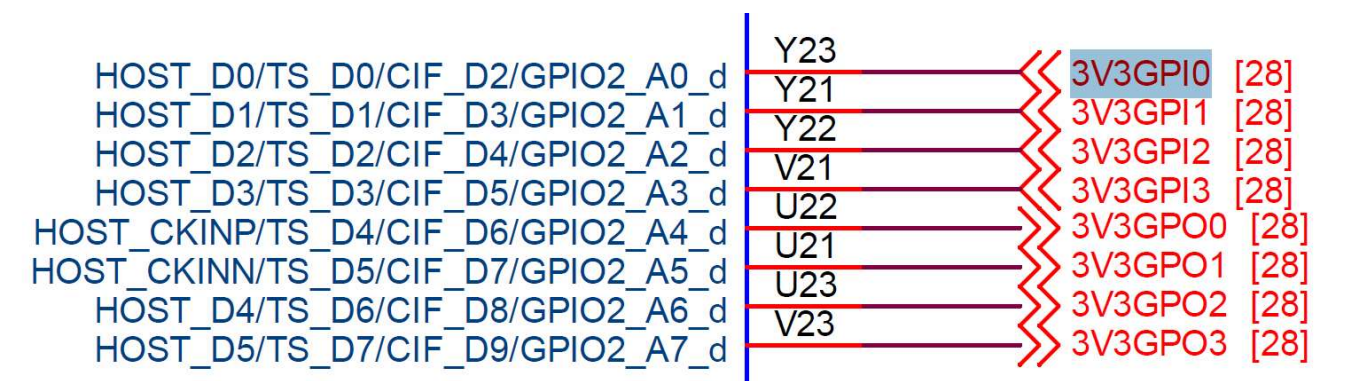 HOST_D0/TS_D0/CIF_D2/GPIO2_A0_d Y23 3V3GPI0 [28]
HOST_D1/TS_D1/CIF_D3/GPIO2_A1_d Y21 3V3GPI1 [28]
HOST_D2/TS_D2/CIF_D4/GPIO2_A2_d Y22 3V3GPI2 [28]
HOST_D3/TS_D3/CIF_D5/GPIO2_A3_d V21 3V3GPI3 [28]
HOST_CKINP/TS_D4/CIF_D6/GPIO2_A4_d U22 3V3GPO0 [28]
HOST_CKINN/TS_D5/CIF_D7/GPIO2_A5_d U21 3V3GPO1 [28]
HOST_D4/TS_D6/CIF_D8/GPIO2_A6_d U23 3V3GPO2 [28]
HOST_D5/TS_D7/CIF_D9/GPIO2_A7_d V23 3V3GPO3 [28]